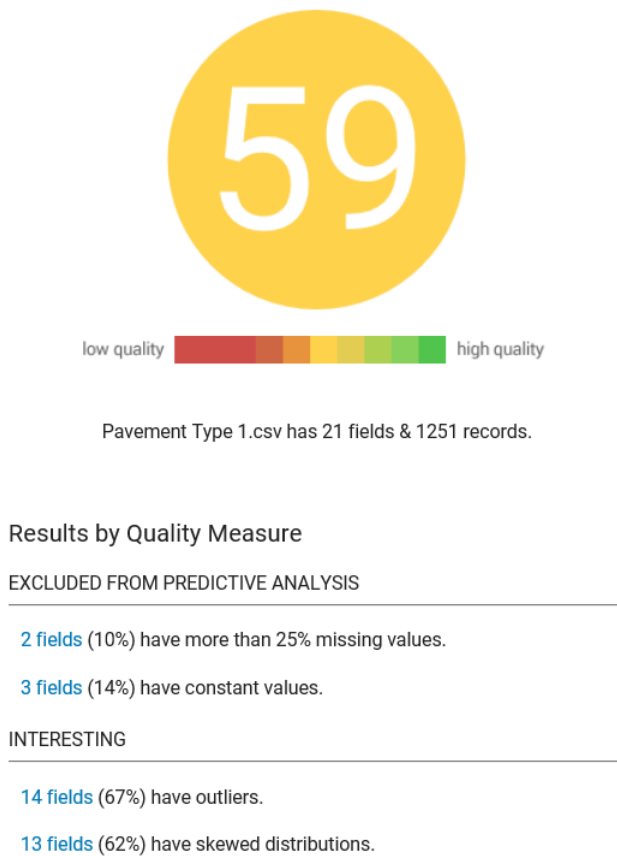 59
low quality
high quality
Pavement Type 1.csv has 21 fields & 1251 records.
Results by Quality Measure
EXCLUDED FROM PREDICTIVE ANALYSIS
2 fields (10%) have more than 25% missing values.
3 fields (14%) have constant values.
INTERESTING
14 fields (67%) have outliers.
13 fields (62%) have skewed distributions.